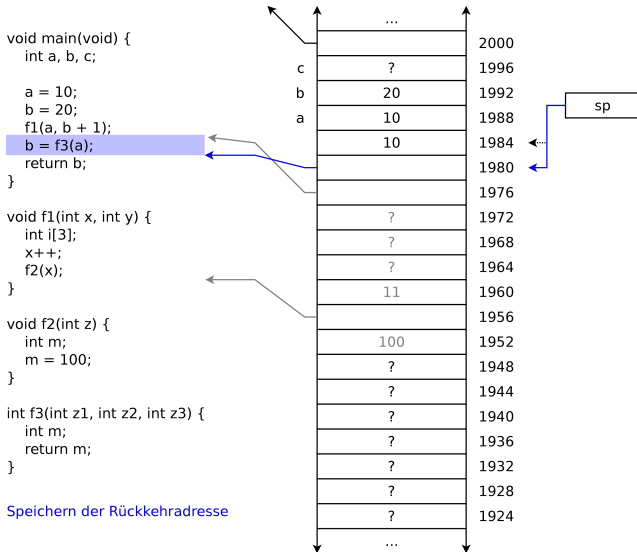 void main(void) {
int a, b, c;
a = 10;
b = 20;
f1(a, b + 1);
b = f3(a);
return b;
}
void f1(int x, int y) {
int i[3];
x++;
f2(x);
}
void f2(int z) {
int m;
m = 100;
}
int f3(int z1, int z2, int z3) {
int m;
return m;
}
Speichern der Rückkehradresse
...
2000
c ? 1996
b 20 1992
a 10 1988
10 1984
1980
1976
? 1972
? 1968
? 1964
11 1960
1956
100 1952
? 1948
? 1944
? 1940
? 1936
? 1932
? 1928
? 1924
...
sp